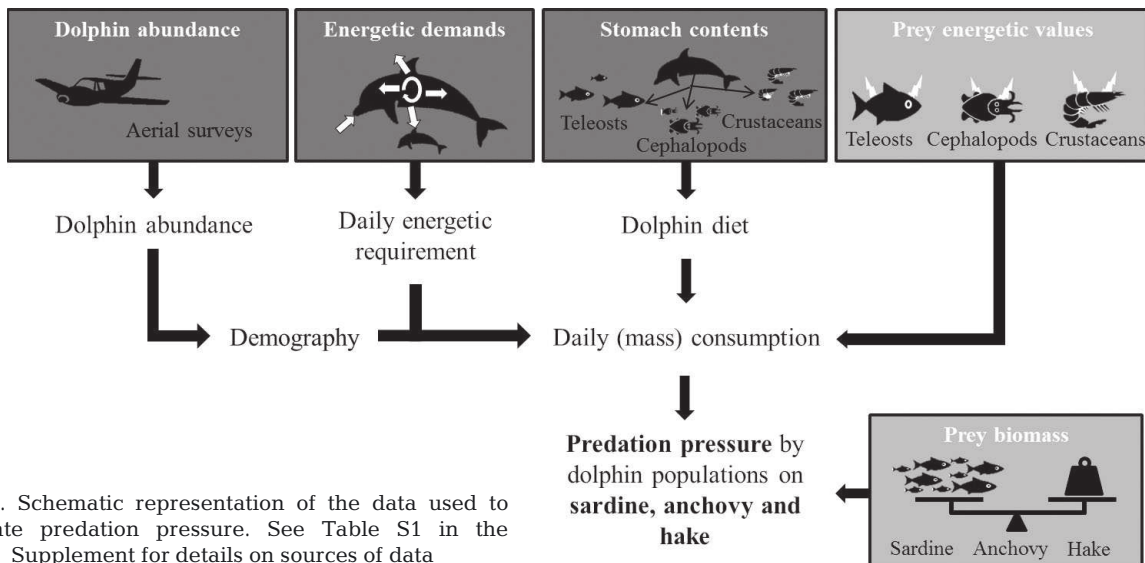 Dolphin abundance
Aerial surveys
Energetic demands
Stomach contents
Teleosts
Crustaceans
Cephalopods
Prey energetic values
Teleosts Cephalopods Crustaceans
Dolphin abundance
Daily energetic
requirement
Dolphin diet
Demography
Daily (mass) consumption
Predation pressure by
dolphin populations on
sardine, anchovy and
hake
Prey biomass
Sardine Anchovy Hake
. Schematic representation of the data used to
predation pressure. See Table S1 in the
Supplement for details on sources of data